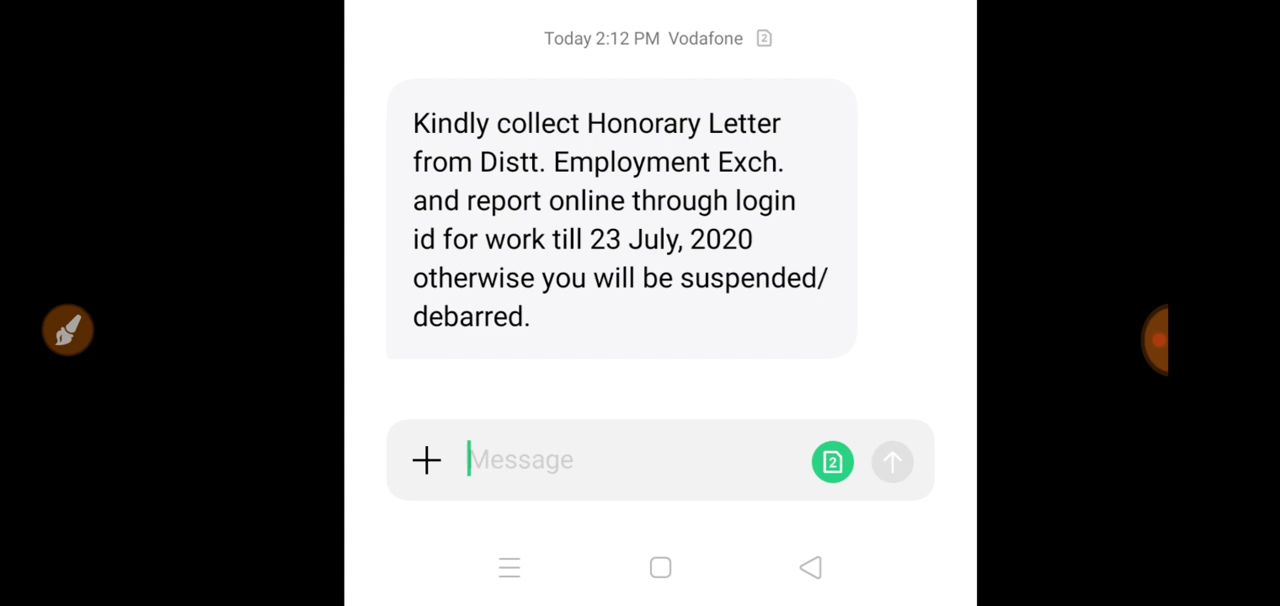 Today 2:12 PM Vodafone 2
Kindly collect Honorary Letter
from Distt. Employment Exch.
and report online through login
id for work till 23 July, 2020
otherwise you will be suspended/
debarred.
Message
2